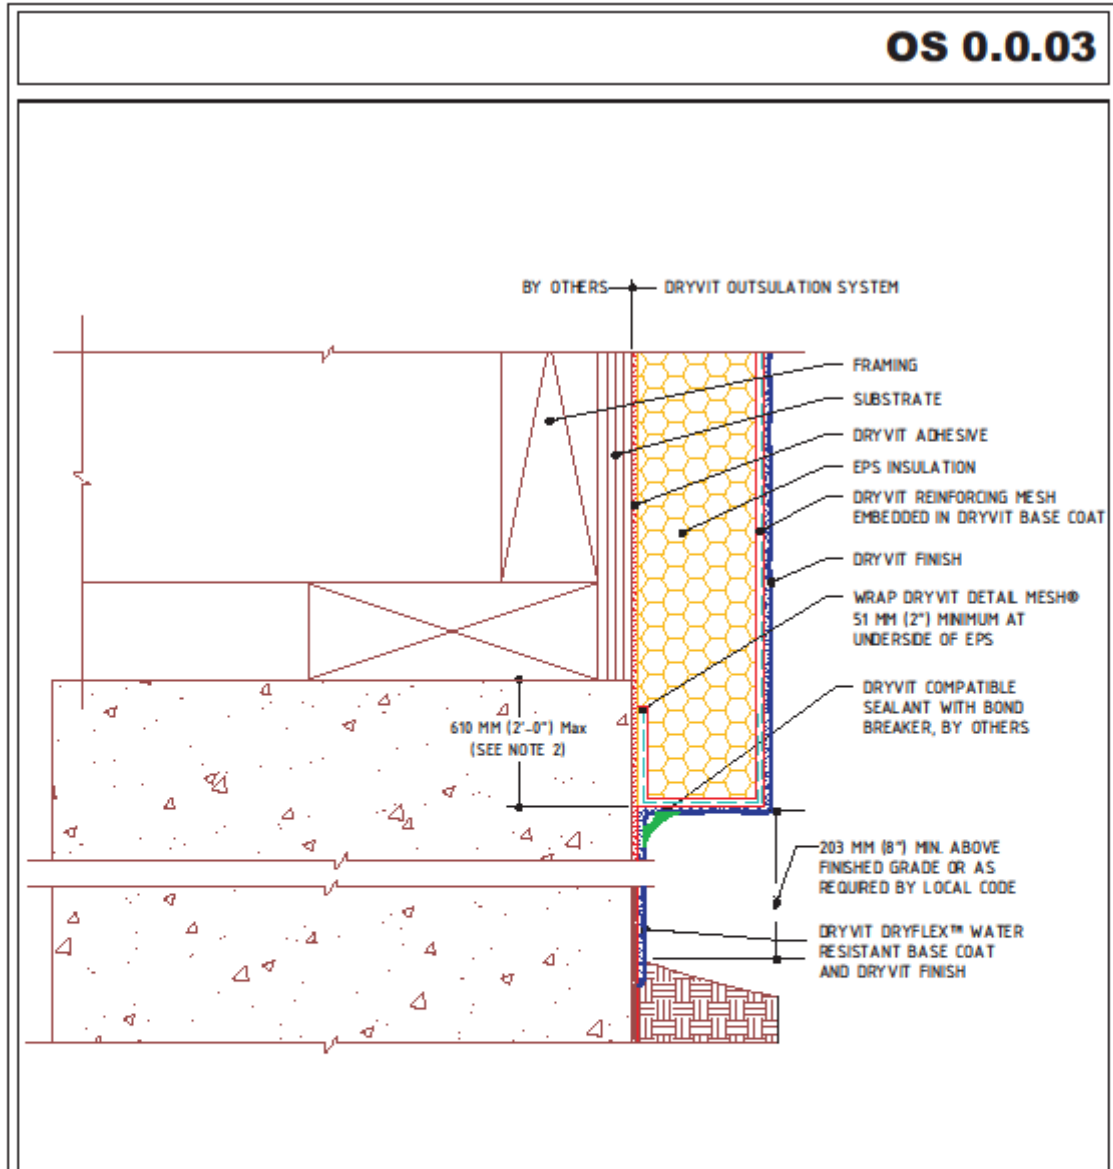 OS 0.0.03
BY OTHERS
DRYVIT OUTSULATION SYSTEM
FRAMING
SUBSTRATE
DRYVIT ADHESIVE
EPS INSULATION
DRYVIT REINFORCING MESH
EMBEDDED IN DRYVIT BASE COAT
DRYVIT FINISH
WRAP DRYVIT DETAIL MESH®
51 MM (2") MINIMUM AT
UNDERSIDE OF EPS
DRYVIT COMPATIBLE
SEALANT WITH BOND
BREAKER, BY OTHERS
610 MM (2'-0") Max
(SEE NOTE 2)
203 MM (8") MIN. ABOVE
FINISHED GRADE OR AS
REQUIRED BY LOCAL CODE
DRYVIT DRYFLEX™ WATER
RESISTANT BASE COAT
AND DRYVIT FINISH